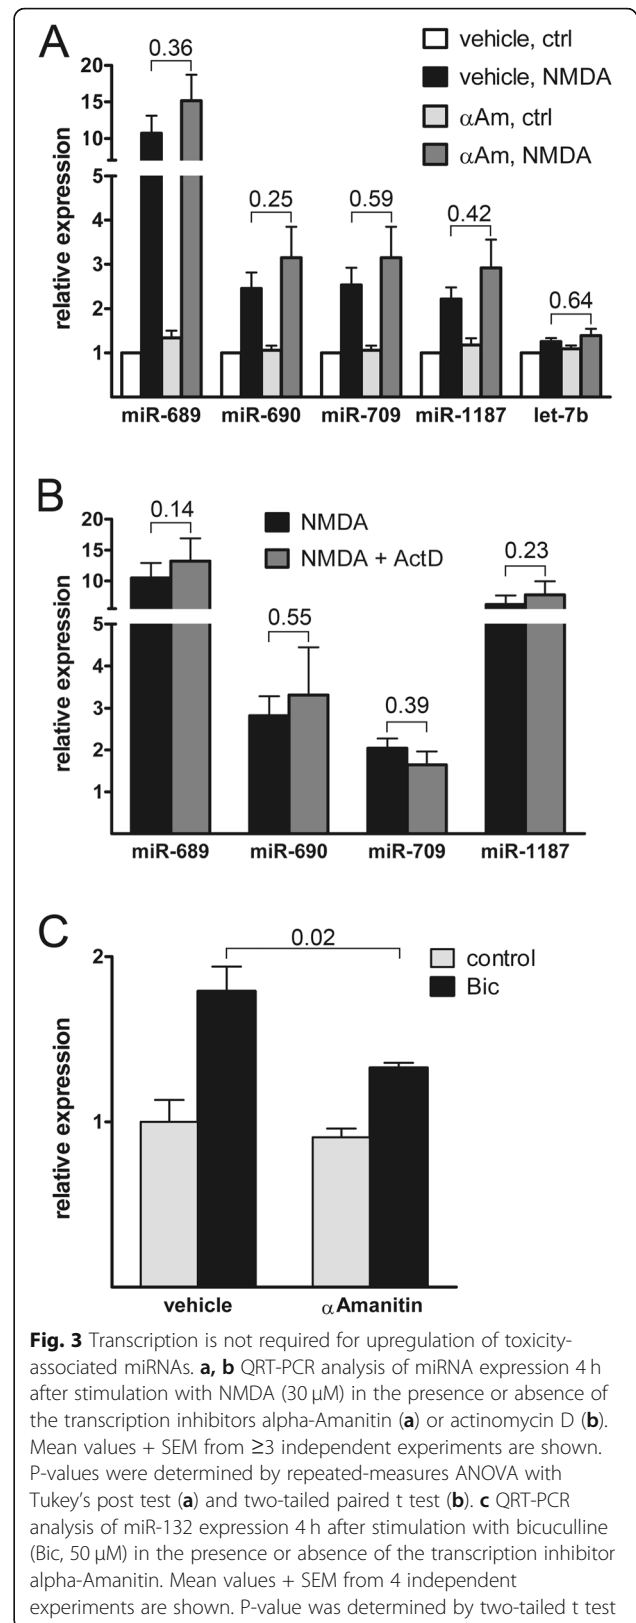 A
0.36
vehicle, ctrl
vehicle, NMDA
αAm, ctrl
αAm, NMDA
20
15
10
5
4
3
2
1
relative expression
0.25
0.59
0.42
0.64
miR-689 miR-690 miR-709 miR-1187 let-7b
B
0.14
NMDA
NMDA + ActD
20
15
10
5
4
3
2
1
relative expression
0.55
0.39
0.23
miR-689 miR-690 miR-709 miR-1187
C
0.02
control
Bic
2
1
relative expression
vehicle αAmanitin
Fig. 3 Transcription is not required for upregulation of toxicity-
associated miRNAs. a, b QRT-PCR analysis of miRNA expression 4 h
after stimulation with NMDA (30 μM) in the presence or absence of
the transcription inhibitors alpha-Amanitin (a) or actinomycin D (b).
Mean values + SEM from ≥3 independent experiments are shown.
P-values were determined by repeated-measures ANOVA with
Tukey's post test (a) and two-tailed paired t test (b). c QRT-PCR
analysis of miR-132 expression 4 h after stimulation with bicuculline
(Bic, 50 μM) in the presence or absence of the transcription inhibitor
alpha-Amanitin. Mean values + SEM from 4 independent
experiments are shown. P-value was determined by two-tailed t test